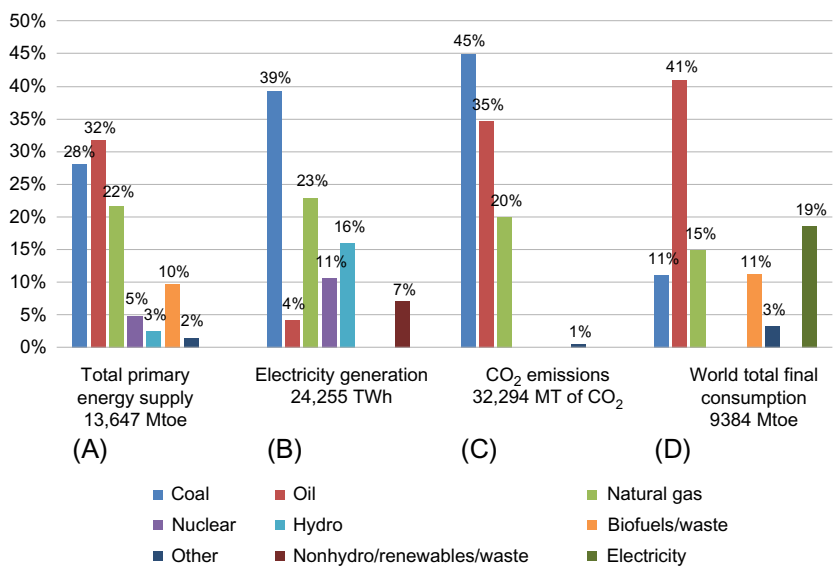 50%
45%
40%
35%
30%
25%
20%
15%
10%
5%
0%
28%
32%
22%
5%
3%
10%
2%
39%
4%
23%
11%
16%
7%
45%
35%
20%
1%
11%
41%
15%
11%
3%
19%
Total primary
energy supply
13,647 Mtoe
(A)
Electricity generation
24,255 TWh
(B)
CO2 emissions
32,294 MT of CO2
(C)
World total final
consumption
9384 Mtoe
(D)
Coal
Oil
Natural gas
Nuclear
Hydro
Biofuels/waste
Other
Nonhydro/renewables/waste
Electricity